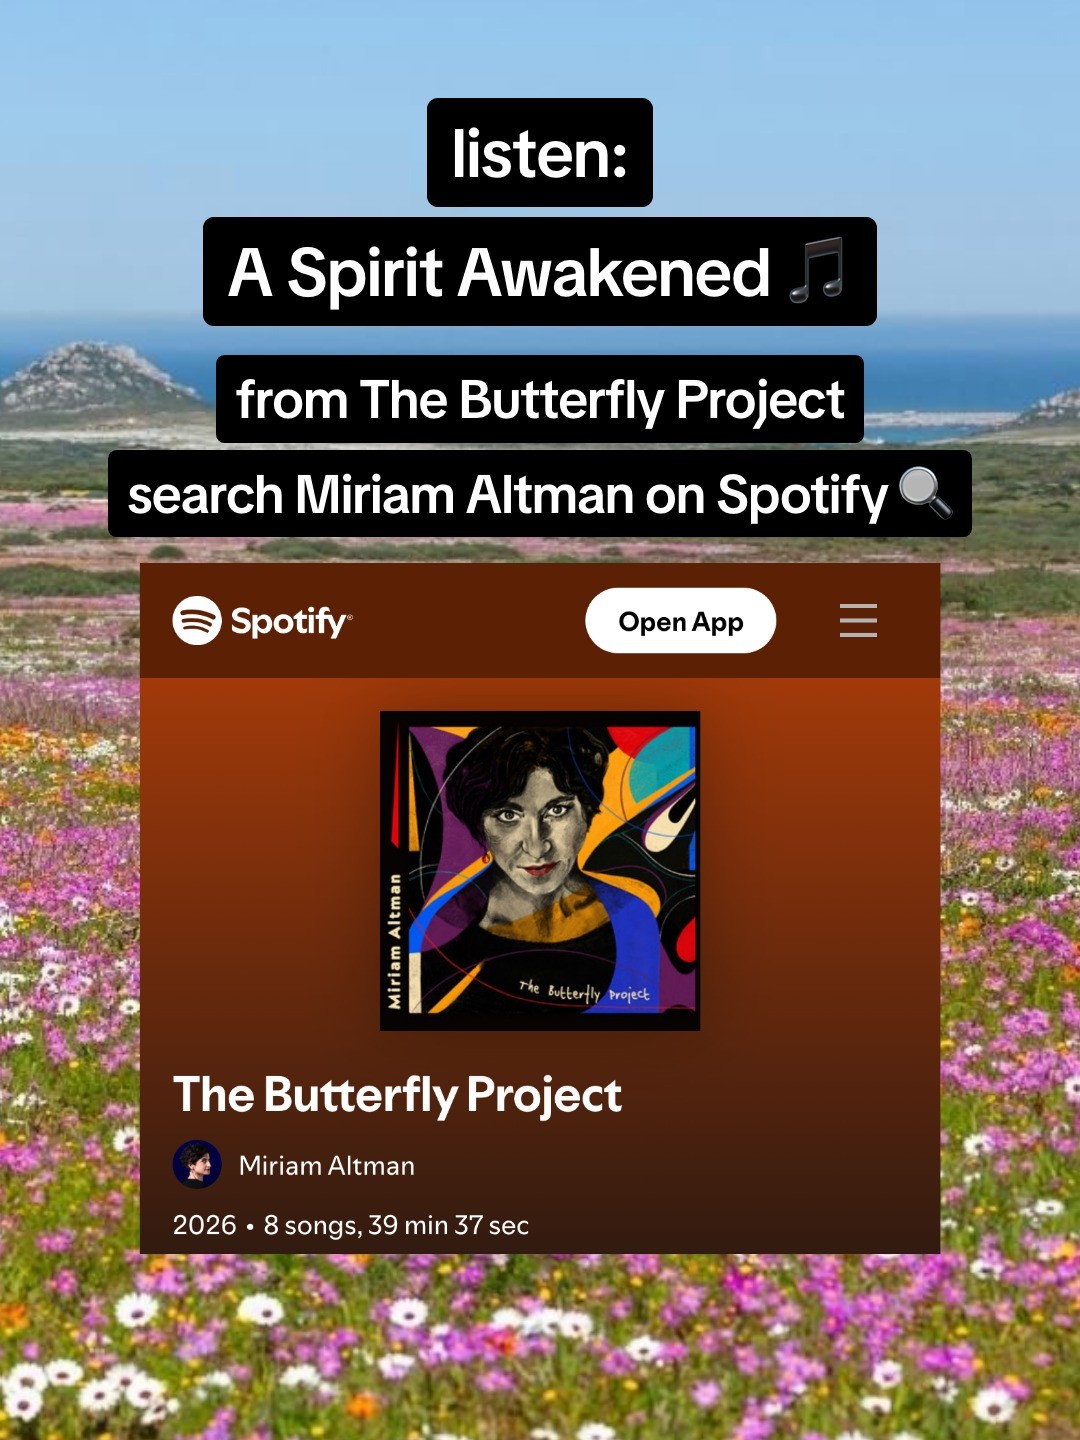 listen:
A Spirit Awakened 🎵
from The Butterfly Project
search Miriam Altman on Spotify 🔍
Spotify®
Open App
Miriam Altman
The Butterfly Project
The Butterfly Project
Miriam Altman
2026 • 8 songs, 39 min 37 sec